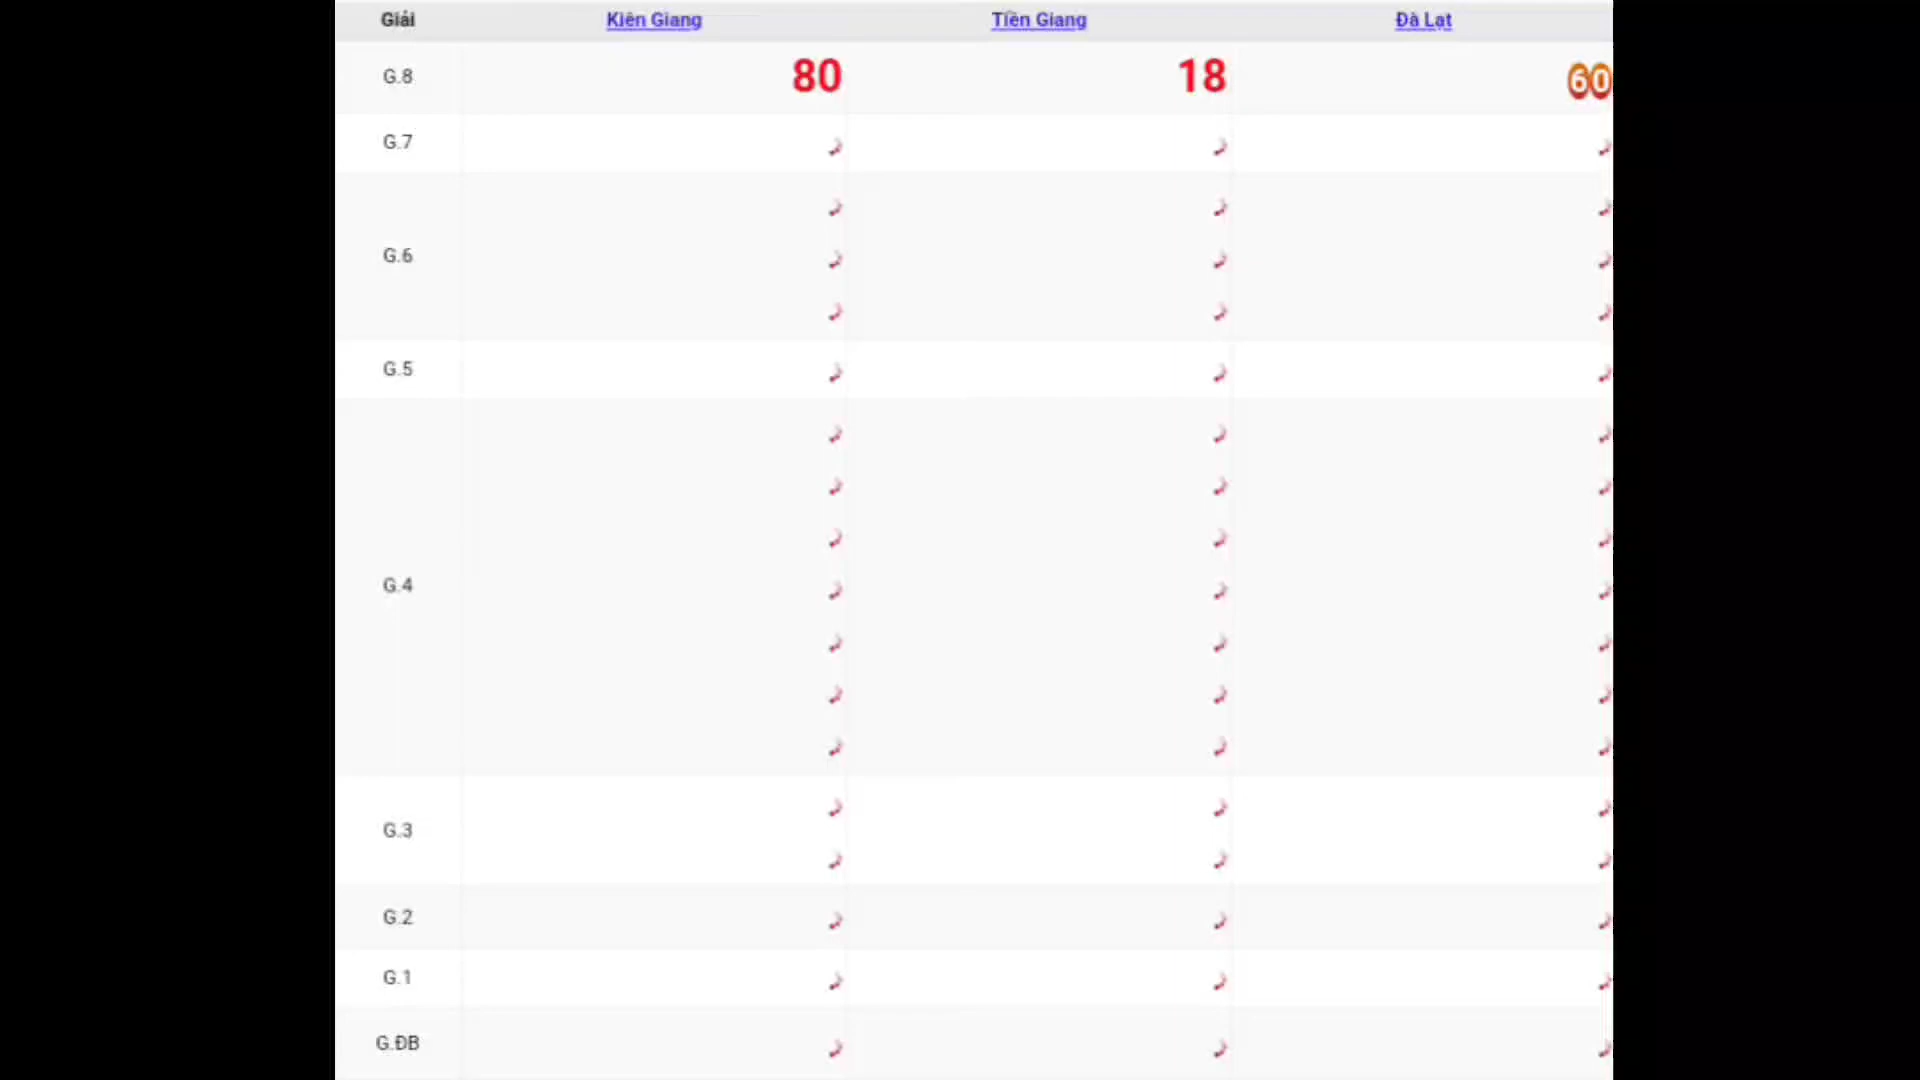 Giải Kiên Giang Tiền Giang Đà Lạt
G.8 80 18 60
G.7
G.6
G.5
G.4
G.3
G.2
G.1
G.ĐB